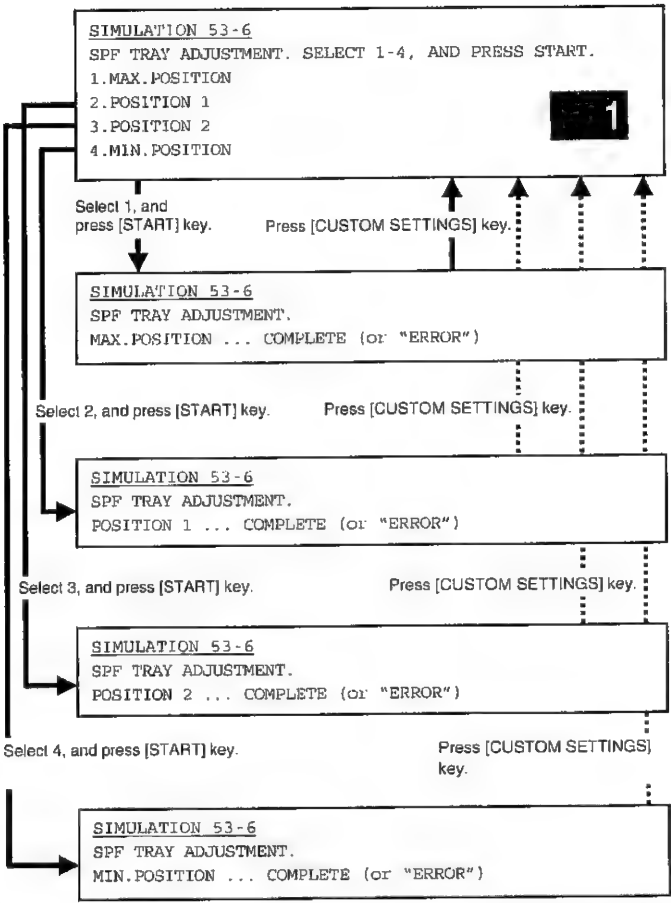 SIMULATION 53-6
SPF TRAY ADJUSTMENT. SELECT 1-4, AND PRESS START.
1.MAX.POSITION
2.POSITION 1
3.POSITION 2
4.MIN.POSITION
1
Select 1, and
press [START] key.
Press [CUSTOM SETTINGS] key.
SIMULATION 53-6
SPF TRAY ADJUSTMENT.
MAX.POSITION ... COMPLETE (or "ERROR")
Select 2, and press [START] key.
Press [CUSTOM SETTINGS] key.
SIMULATION 53-6
SPF TRAY ADJUSTMENT.
POSITION 1 ... COMPLETE (or "ERROR")
Select 3, and press [START] key.
Press [CUSTOM SETTINGS] key.
SIMULATION 53-6
SPF TRAY ADJUSTMENT.
POSITION 2 ... COMPLETE (or "ERROR")
Select 4, and press [START] key.
Press [CUSTOM SETTINGS]
key.
SIMULATION 53-6
SPF TRAY ADJUSTMENT.
MIN.POSITION ... COMPLETE (or "ERROR")